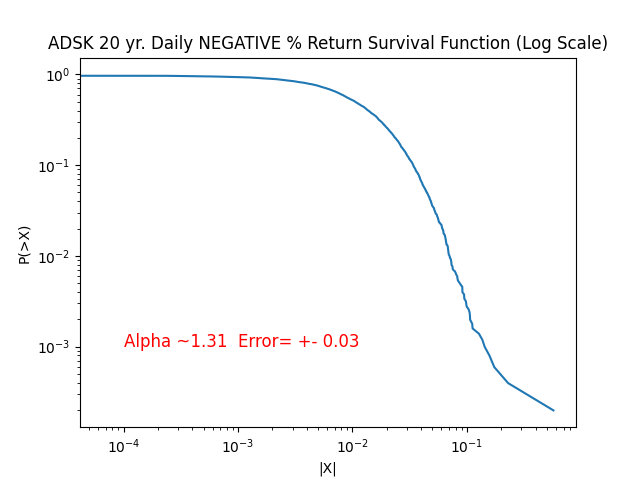 ADSK 20 yr. Daily NEGATIVE % Return Survival Function (Log Scale)
10⁰
10⁻¹
10⁻²
10⁻³
P(>X)
Alpha ~1.31  Error= +- 0.03
10⁻⁴ 10⁻³ 10⁻² 10⁻¹
|X|